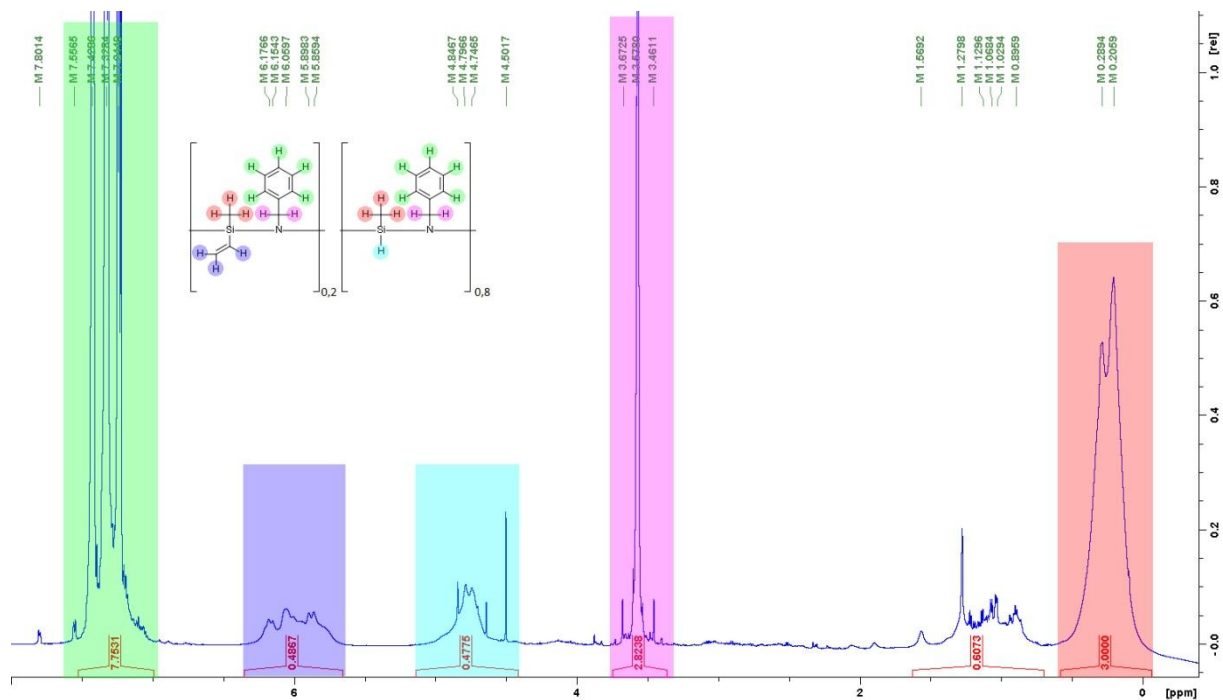 M 7.8014
M 7.5565
M 7.3284
M 6.1766
M 6.1543
M 6.0597
M 5.8983
M 5.8594
M 4.8467
M 4.7966
M 4.7465
M 4.5017
M 3.6725
M 3.4611
M 1.5692
M 1.2798
M 1.1296
M 1.0684
M 1.0294
M 0.8959
M 0.2894
M 0.2059
[rel]
1.0
0.8
0.6
0.4
0.2
- 0.0
H
H H
H H
H
H H H H
Si N
H H
H
0,2
H
H H
H H
H
H H H H
Si N
H
0,8
7.7831
0.4867
0.4775
2.8238
0.6073
3.0000
6 4 2 0 [ppm]